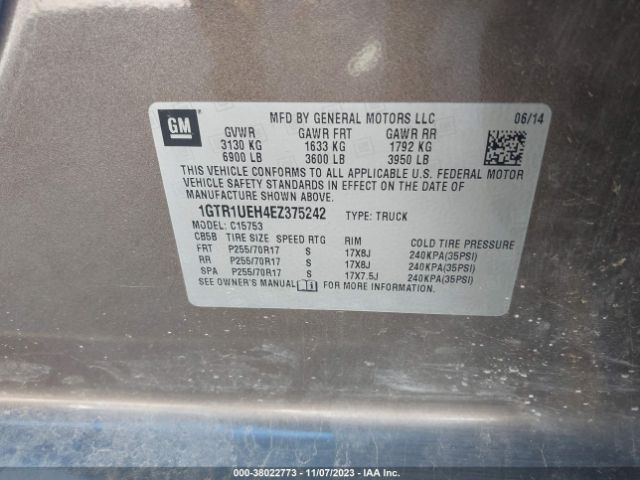 GM
MFD BY GENERAL MOTORS LLC 06/14
GVWR GAWR FRT GAWR RR
3130 KG 1633 KG 1792 KG
6900 LB 3600 LB 3950 LB
THIS VEHICLE CONFORMS TO ALL APPLICABLE U.S. FEDERAL MOTOR
VEHICLE SAFETY STANDARDS IN EFFECT ON THE DATE OF
MANUFACTURE SHOWN ABOVE.
1GTR1UEH4EZ375242 TYPE: TRUCK
MODEL: C15753
CB5B TIRE SIZE SPEED RTG RIM COLD TIRE PRESSURE
FRT P255/70R17 S 17X8J 240KPA(35PSI)
RR P255/70R17 S 17X8J 240KPA(35PSI)
SPA P255/70R17 S 17X7.5J 240KPA(35PSI)
SEE OWNER'S MANUAL FOR MORE INFORMATION.
© STOCK# - 38022773 — 11/07/2023 — IAA Inc.